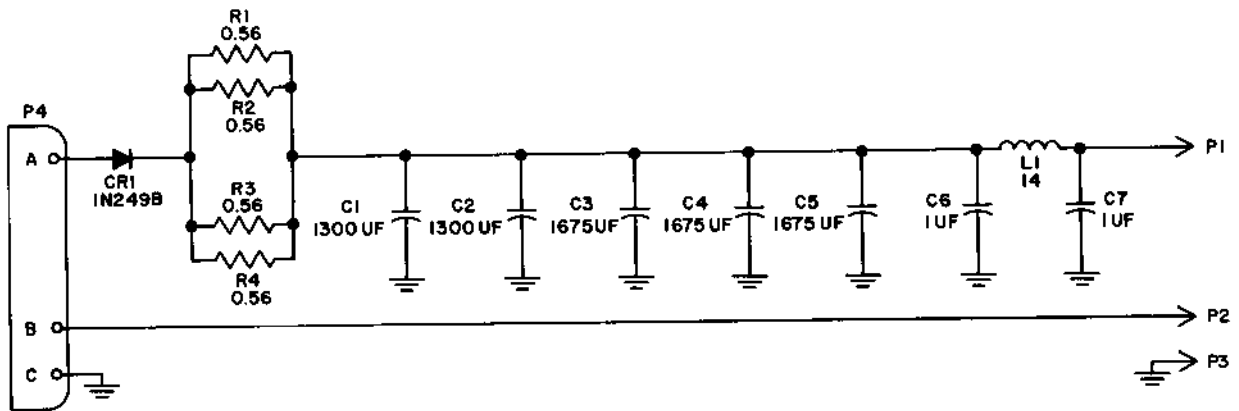 R1
0.56
R2
0.56
P4
A
CR1
1N249B
R3
0.56
R4
0.56
C1
1300 UF
C2
1300 UF
C3
1675UF
C4
1675 UF
C5
1675 UF
C6
1UF
L1
14
C7
1UF
P1
B
P2
C
P3